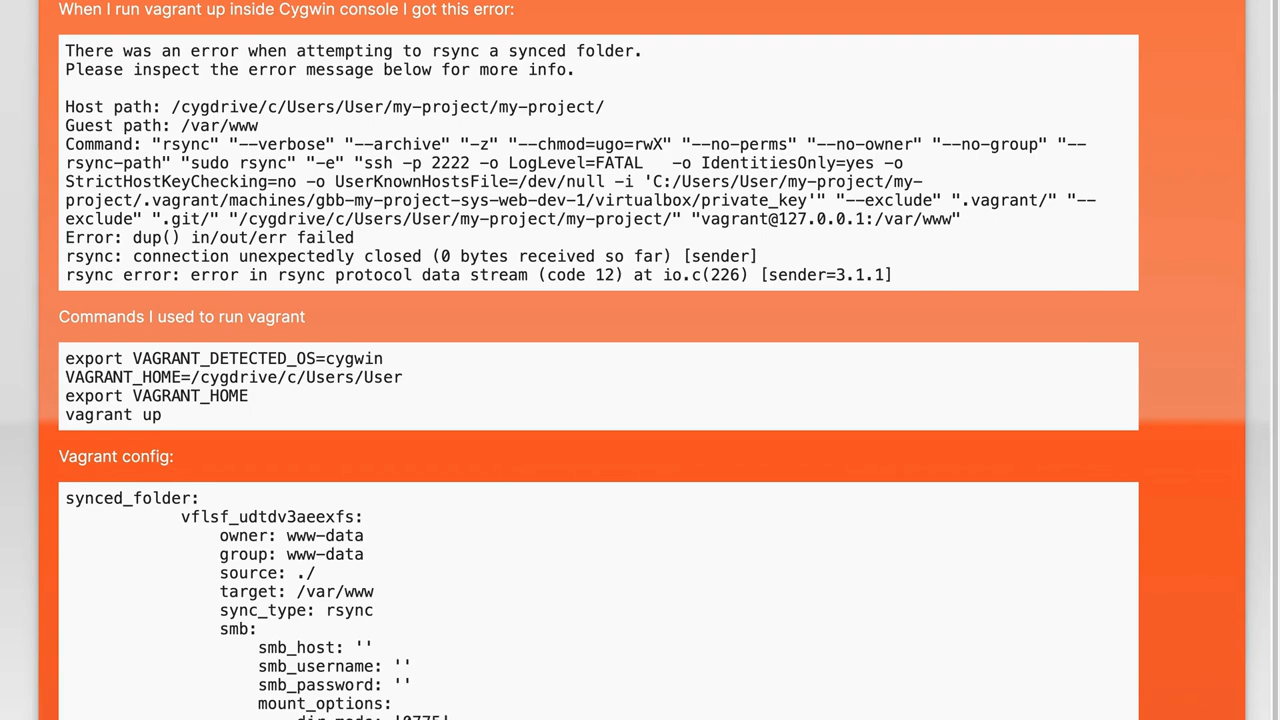 When I run vagrant up inside Cygwin console I got this error:
There was an error when attempting to rsync a synced folder.
Please inspect the error message below for more info.
Host path: /cygdrive/c/Users/User/my-project/my-project/
Guest path: /var/www
Command: "rsync" "--verbose" "--archive" "-z" "--chmod=ugo=rwX" "--no-perms" "--no-owner" "--no-group" "--
rsync-path" "sudo rsync" "-e" "ssh -p 2222 -o LogLevel=FATAL   -o IdentitiesOnly=yes -o
StrictHostKeyChecking=no -o UserKnownHostsFile=/dev/null -i 'C:/Users/User/my-project/my-
project/.vagrant/machines/gbb-my-project-sys-web-dev-1/virtualbox/private_key'" "--exclude" ".vagrant/" "--
exclude" ".git/" "/cygdrive/c/Users/User/my-project/my-project/" "vagrant@127.0.0.1:/var/www"
Error: dup() in/out/err failed
rsync: connection unexpectedly closed (0 bytes received so far) [sender]
rsync error: error in rsync protocol data stream (code 12) at io.c(226) [sender=3.1.1]
Commands I used to run vagrant
export VAGRANT_DETECTED_OS=cygwin
VAGRANT_HOME=/cygdrive/c/Users/User
export VAGRANT_HOME
vagrant up
Vagrant config:
synced_folder:
vflsf_udtdv3aeexfs:
owner: www-data
group: www-data
source: ./
target: /var/www
sync_type: rsync
smb:
smb_host: ''
smb_username: ''
smb_password: ''
mount_options:
dir_mode: '0775'